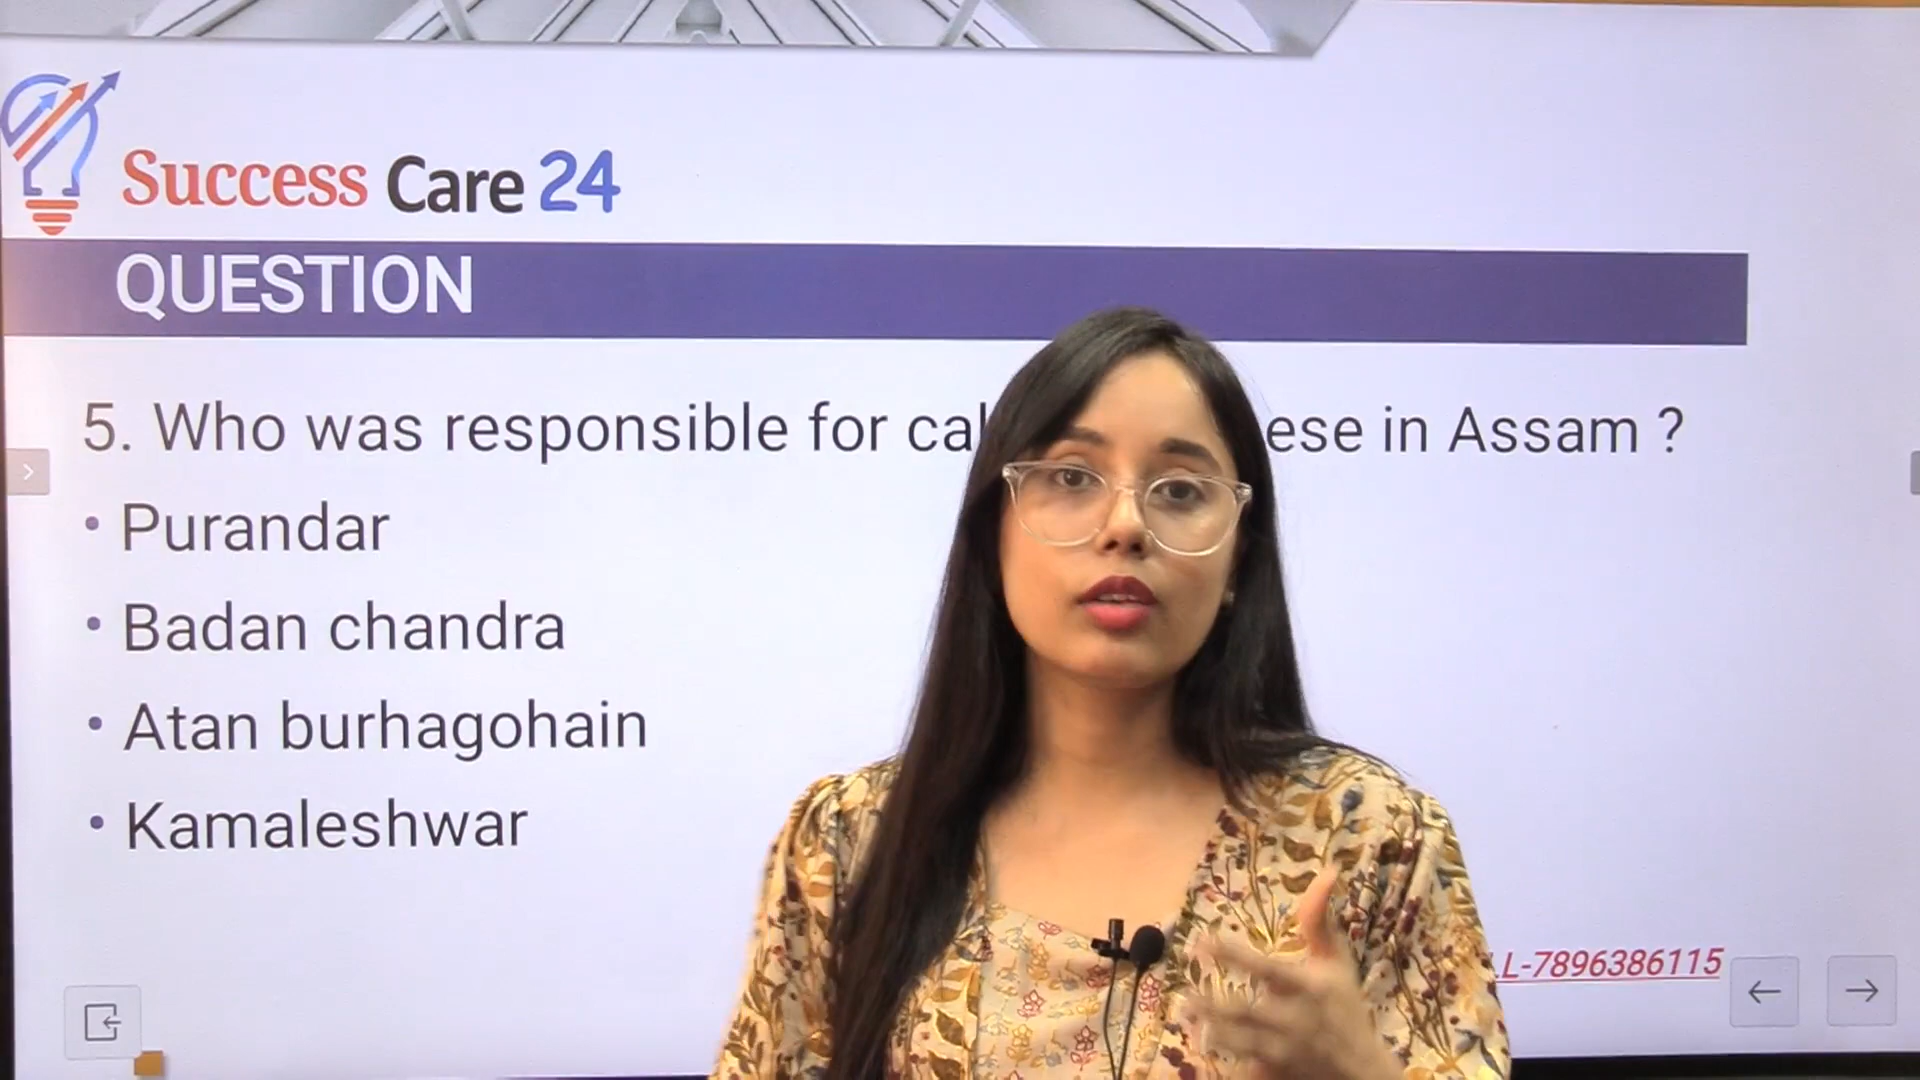 Success Care 24
QUESTION
5. Who was responsible for cal ese in Assam ?
• Purandar
• Badan chandra
• Atan burhagohain
• Kamaleshwar
LL-7896386115